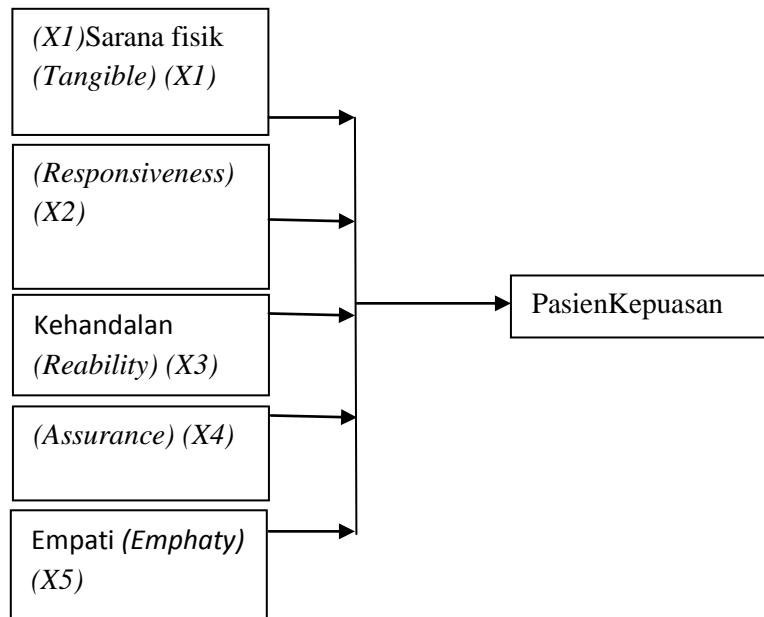 (X1)Sarana fisik
(Tangible) (X1)
(Responsiveness)
(X2)
Kehandalan
(Reability) (X3)
(Assurance) (X4)
Empati (Emphaty)
(X5)
PasienKepuasan